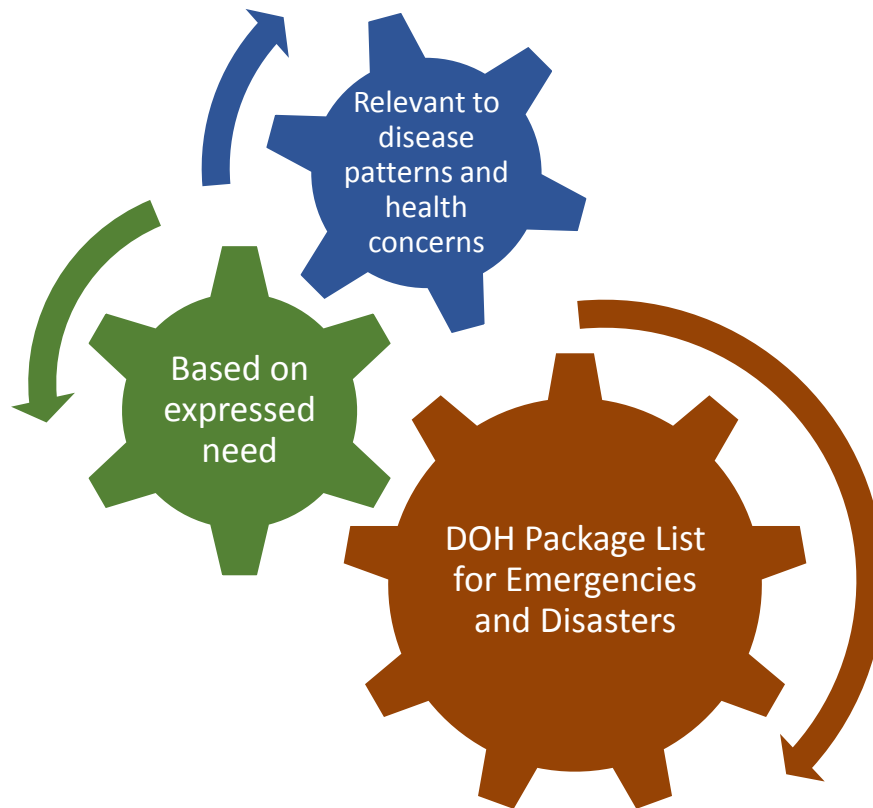 Relevant to
disease
patterns and
health
concerns
Based on
expressed
need
DOH Package List
for Emergencies
and Disasters